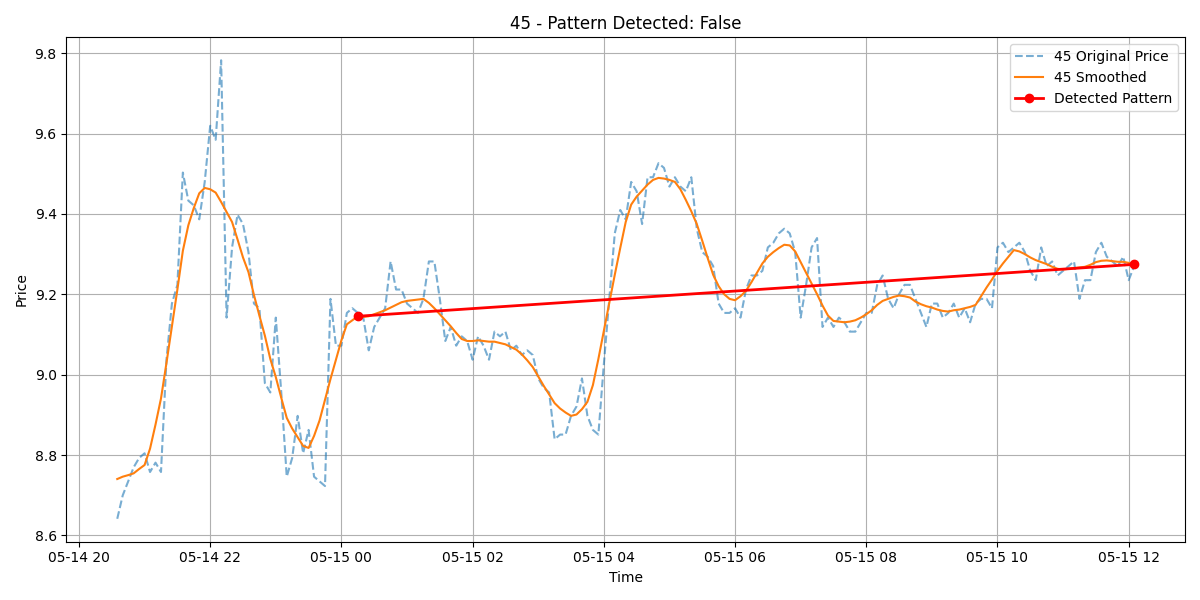 45 - Pattern Detected: False
45 Original Price
45 Smoothed
Detected Pattern
Price
9.8
9.6
9.4
9.2
9.0
8.8
8.6
05-14 20
05-14 22
05-15 00
05-15 02
05-15 04
05-15 06
05-15 08
05-15 10
05-15 12
Time